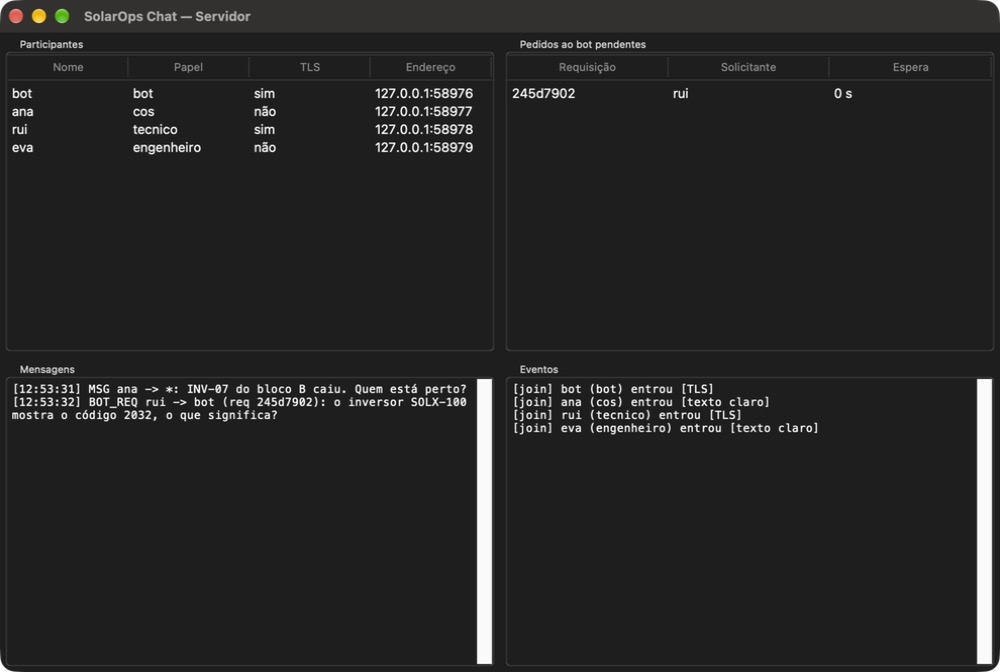 SolarOps Chat — Servidor
Participantes
Nome Papel TLS Endereço
bot bot sim 127.0.0.1:58976
ana cos não 127.0.0.1:58977
rui tecnico sim 127.0.0.1:58978
eva engenheiro não 127.0.0.1:58979
Pedidos ao bot pendentes
Requisição Solicitante Espera
245d7902 rui 0 s
Mensagens
[12:53:31] MSG ana –> *: INV-07 do bloco B caiu. Quem está perto?
[12:53:32] BOT_REQ rui –> bot (req 245d7902): o inversor SOLX-100
mostra o código 2032, o que significa?
Eventos
[join] bot (bot) entrou [TLS]
[join] ana (cos) entrou [texto claro]
[join] rui (tecnico) entrou [TLS]
[join] eva (engenheiro) entrou [texto claro]